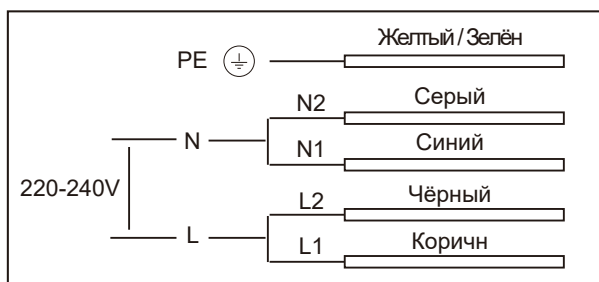 Желтый / Зелён
PE
N2 Серый
N
N1 Синий
220-240V
L2 Чёрный
L
L1 Коричн